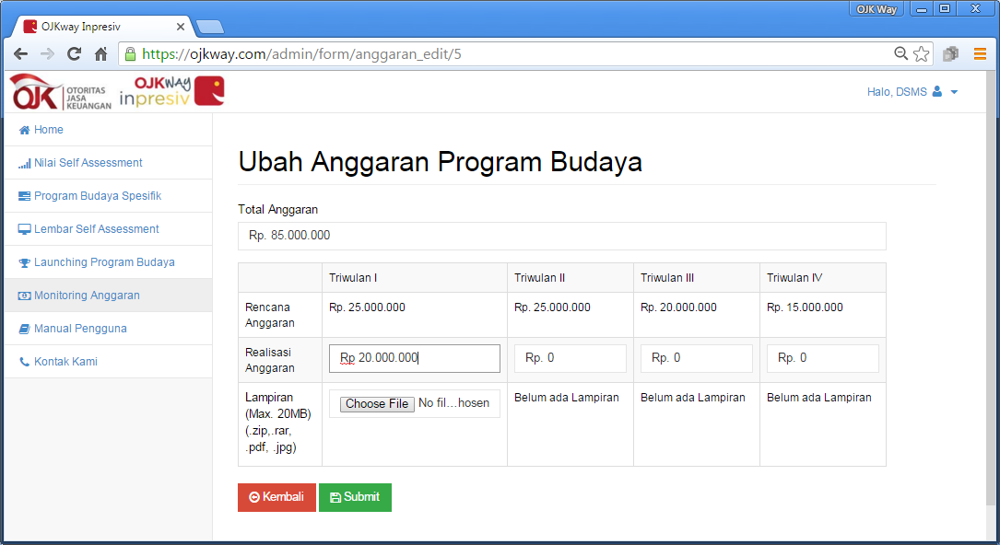 OJK Way
OJKway Inpresiv
https://ojkway.com/admin/form/anggaran_edit/5
OJK OTORITAS JASA KEUANGAN
OJKWAY inpresiv
Halo, DSMS
Home
Nilai Self Assessment
Program Budaya Spesifik
Lembar Self Assessment
Launching Program Budaya
Monitoring Anggaran
Manual Pengguna
Kontak Kami
Ubah Anggaran Program Budaya
Total Anggaran
Rp. 85.000.000
Triwulan I Triwulan II Triwulan III Triwulan IV
Rencana Anggaran Rp. 25.000.000 Rp. 25.000.000 Rp. 20.000.000 Rp. 15.000.000
Realisasi Anggaran Rp 20.000.000 Rp. 0 Rp. 0 Rp. 0
Lampiran Choose File No fil...hosen Belum ada Lampiran Belum ada Lampiran Belum ada Lampiran
(Max. 20MB)
(.zip,.rar,
.pdf, .jpg)
Kembali Submit